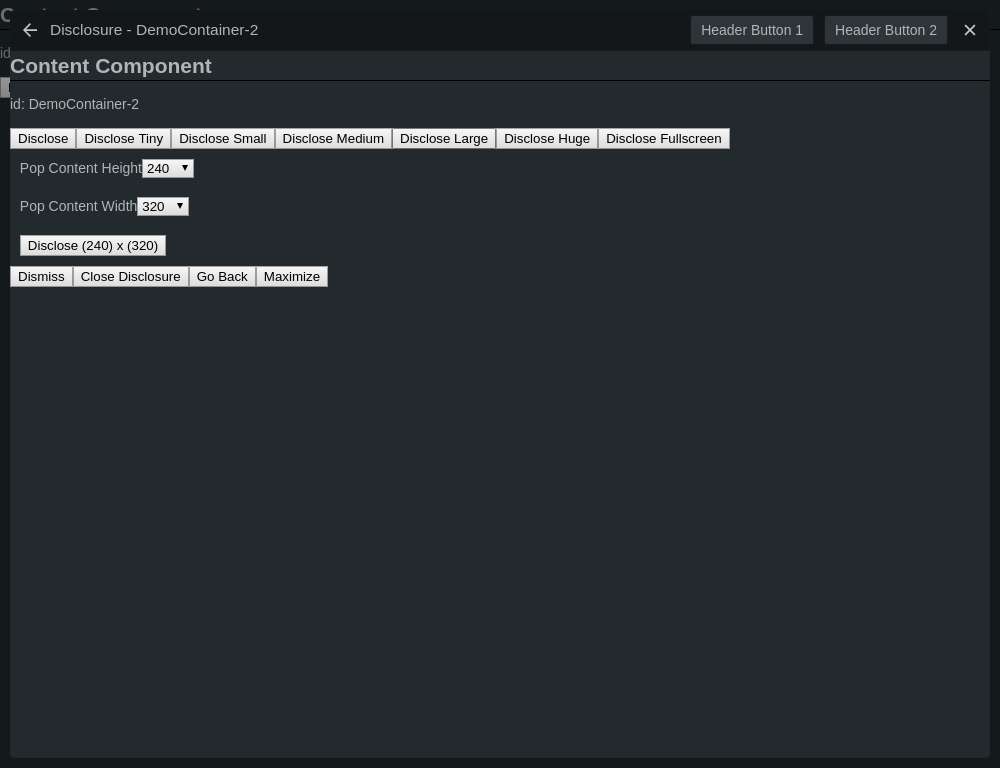 Disclosure - DemoContainer-2 Header Button 1 Header Button 2
Content Component
id
id: DemoContainer-2
Disclose Disclose Tiny Disclose Small Disclose Medium Disclose Large Disclose Huge Disclose Fullscreen
Pop Content Height 240
Pop Content Width 320
Disclose (240) x (320)
Dismiss Close Disclosure Go Back Maximize